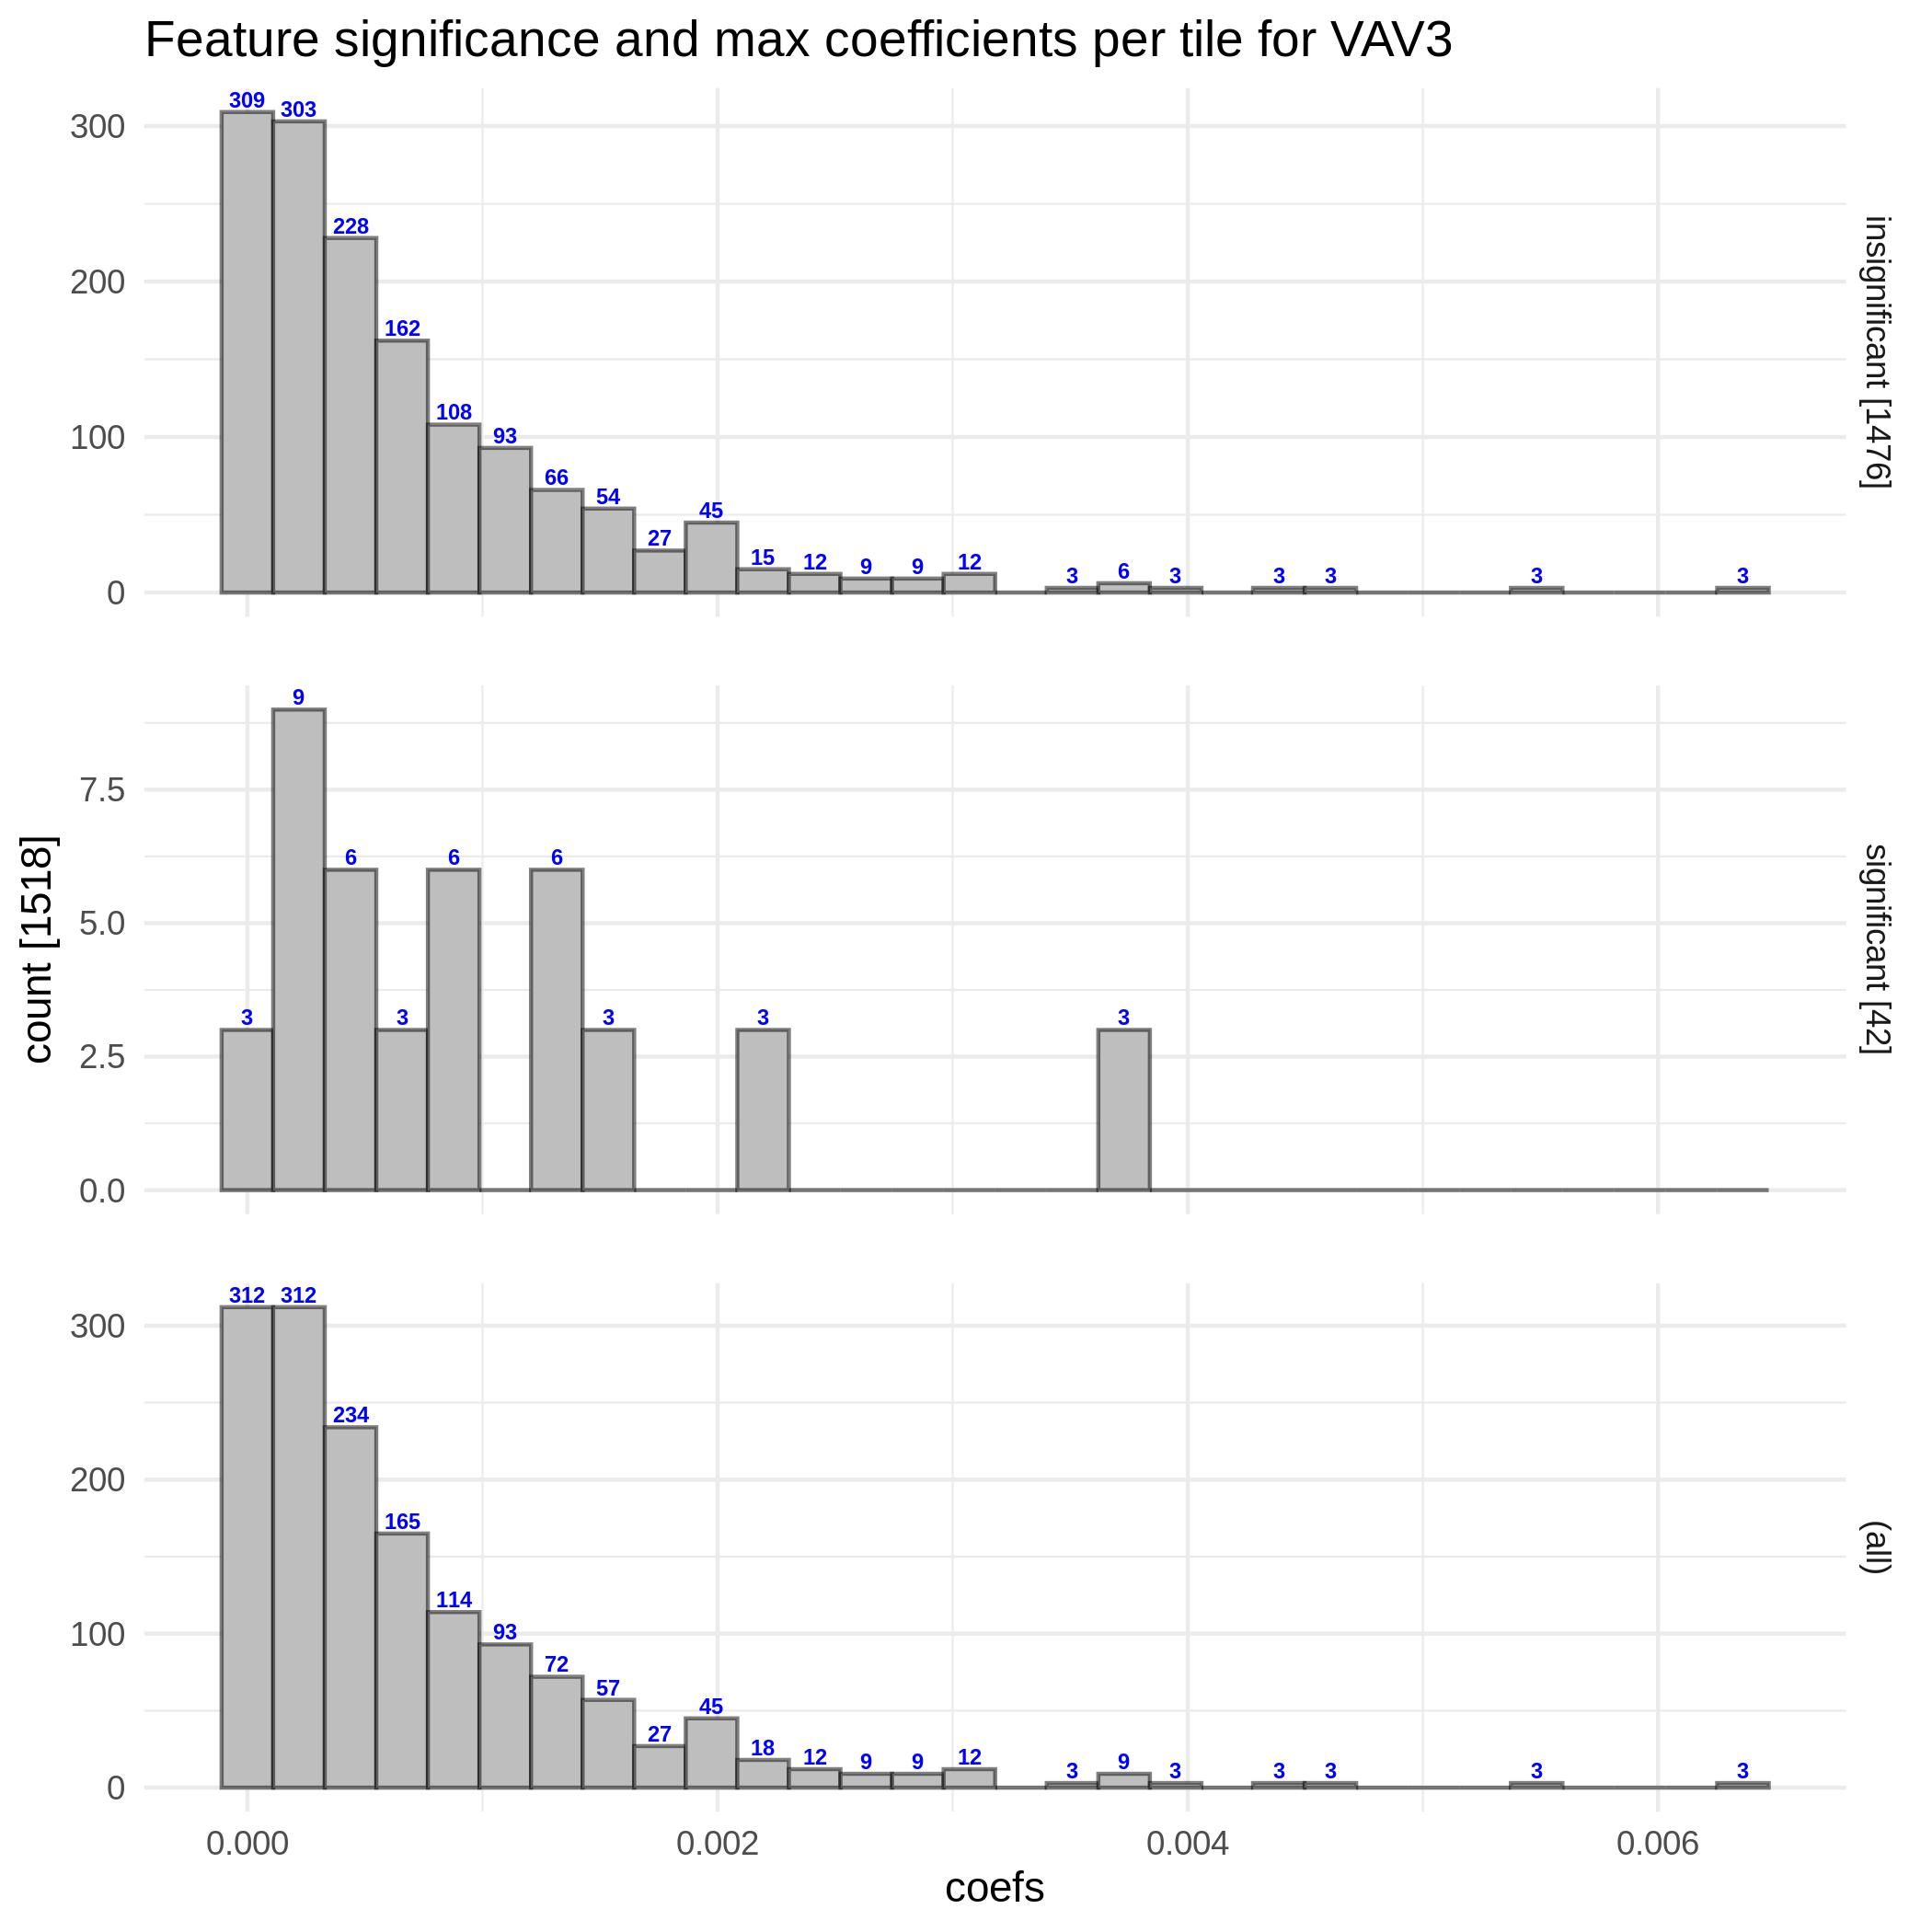 Feature significance and max coefficients per tile for VAV3
309 303 228 162 108 93 66 54 27 45 15 12 9 9 12 3 6 3 3 3 3 3
300
200
100
0
insignificant [1476]
count [1518]
3 9 6 3 6 6 3 3 3
7.5
5.0
2.5
0.0
significant [42]
312 312 234 165 114 93 72 57 27 45 18 12 9 9 12 3 9 3 3 3 3 3
300
200
100
0
(all)
0.000 0.002 0.004 0.006
coefs